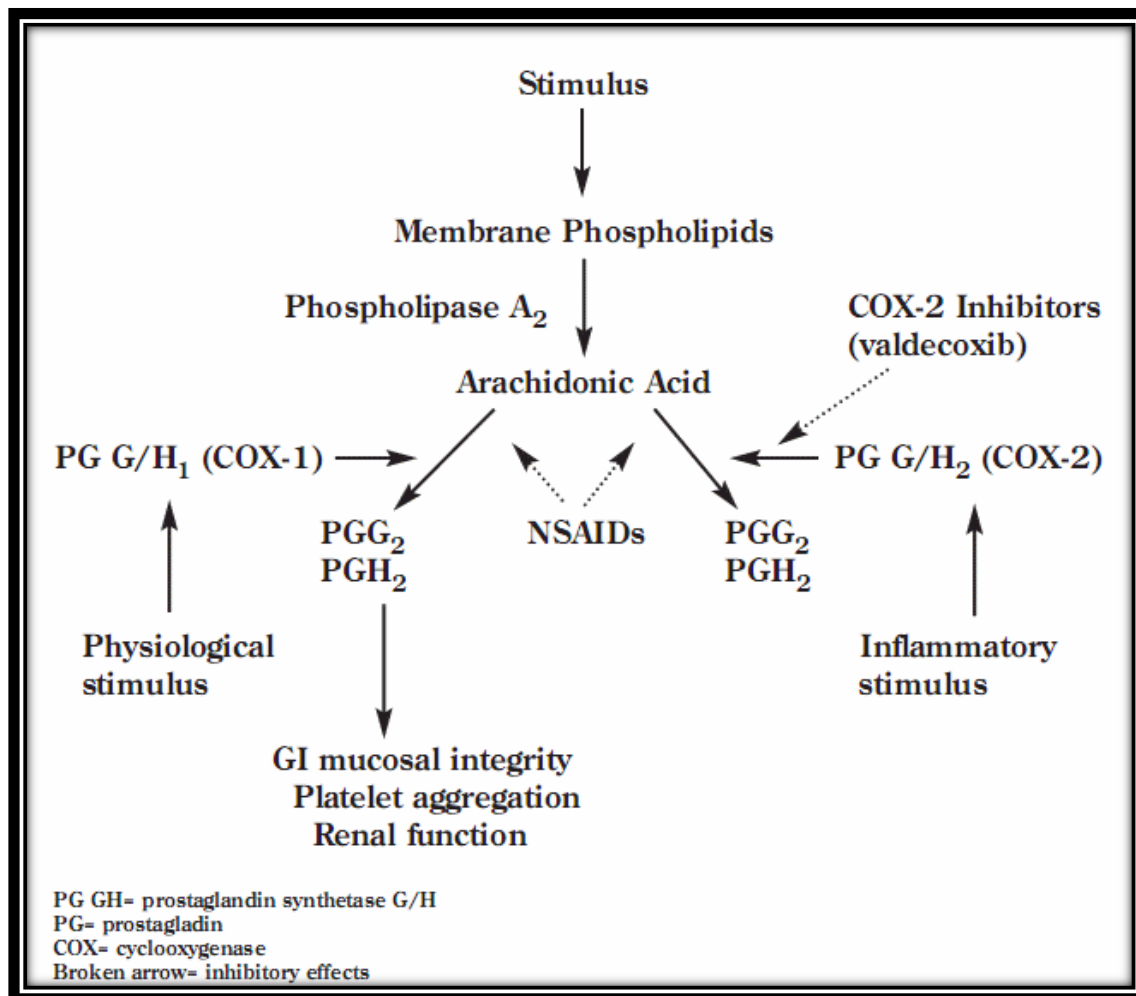 Stimulus
Membrane Phospholipids
Phospholipase A₂
COX-2 Inhibitors
(valdecoxib)
Arachidonic Acid
PG G/H₁ (COX-1)
PG G/H₂ (COX-2)
PGG₂
PGH₂
NSAIDs
PGG₂
PGH₂
Physiological
stimulus
Inflammatory
stimulus
GI mucosal integrity
Platelet aggregation
Renal function
PG GH= prostaglandin synthetase G/H
PG= prostagladin
COX= cyclooxygenase
Broken arrow= inhibitory effects